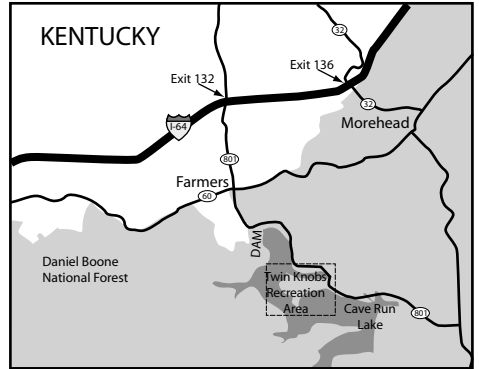 KENTUCKY
32
Exit 136
Exit 132
32
I-64
Morehead
801
Farmers
60
DAM
Daniel Boone
National Forest
Twin Knobs
Recreation
Area
Cave Run
Lake
801